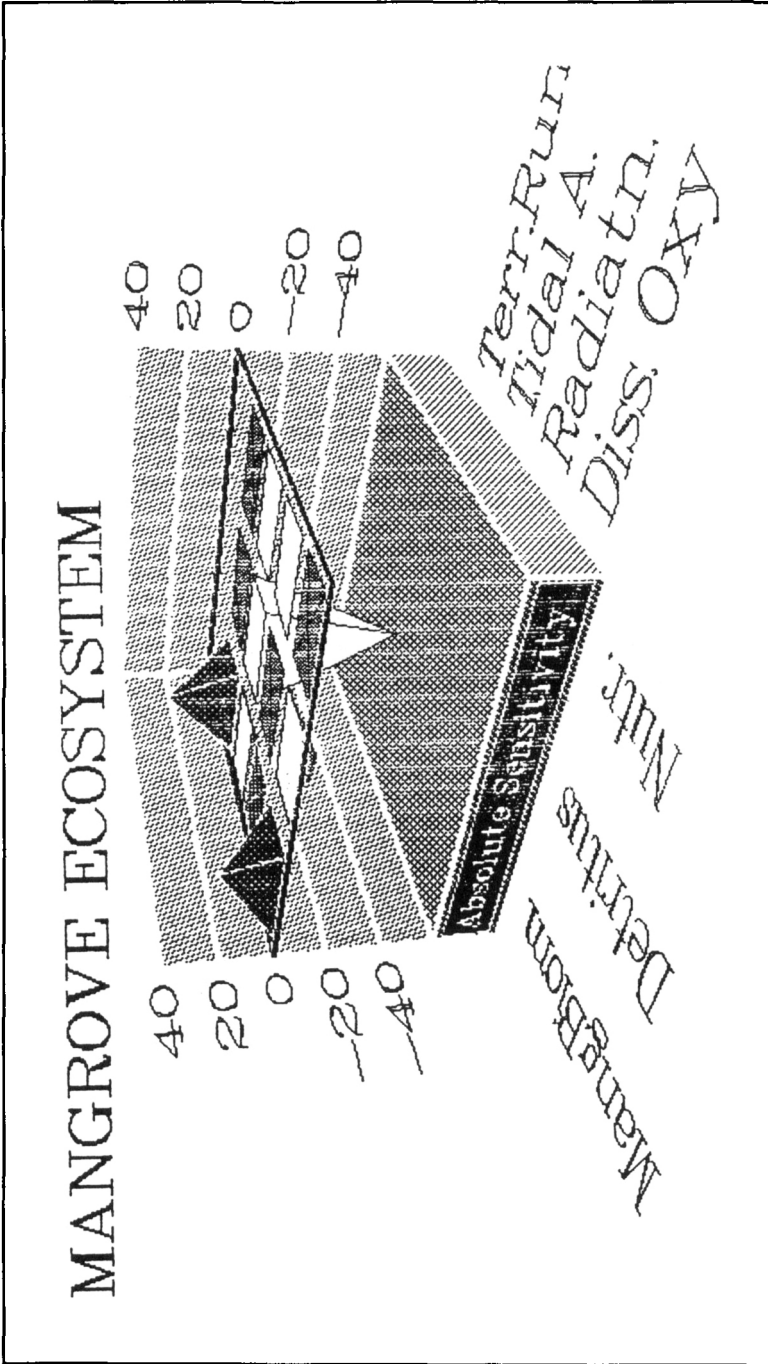 MANGROVE ECOSYSTEM
40
20
0
—20
—40
40
20
0
—20
—40
Absolute Sensitivity
MangBiom
Detritus
Nutr.
Terr.Run
Tidal A.
Radiatn.
Diss. Oxy